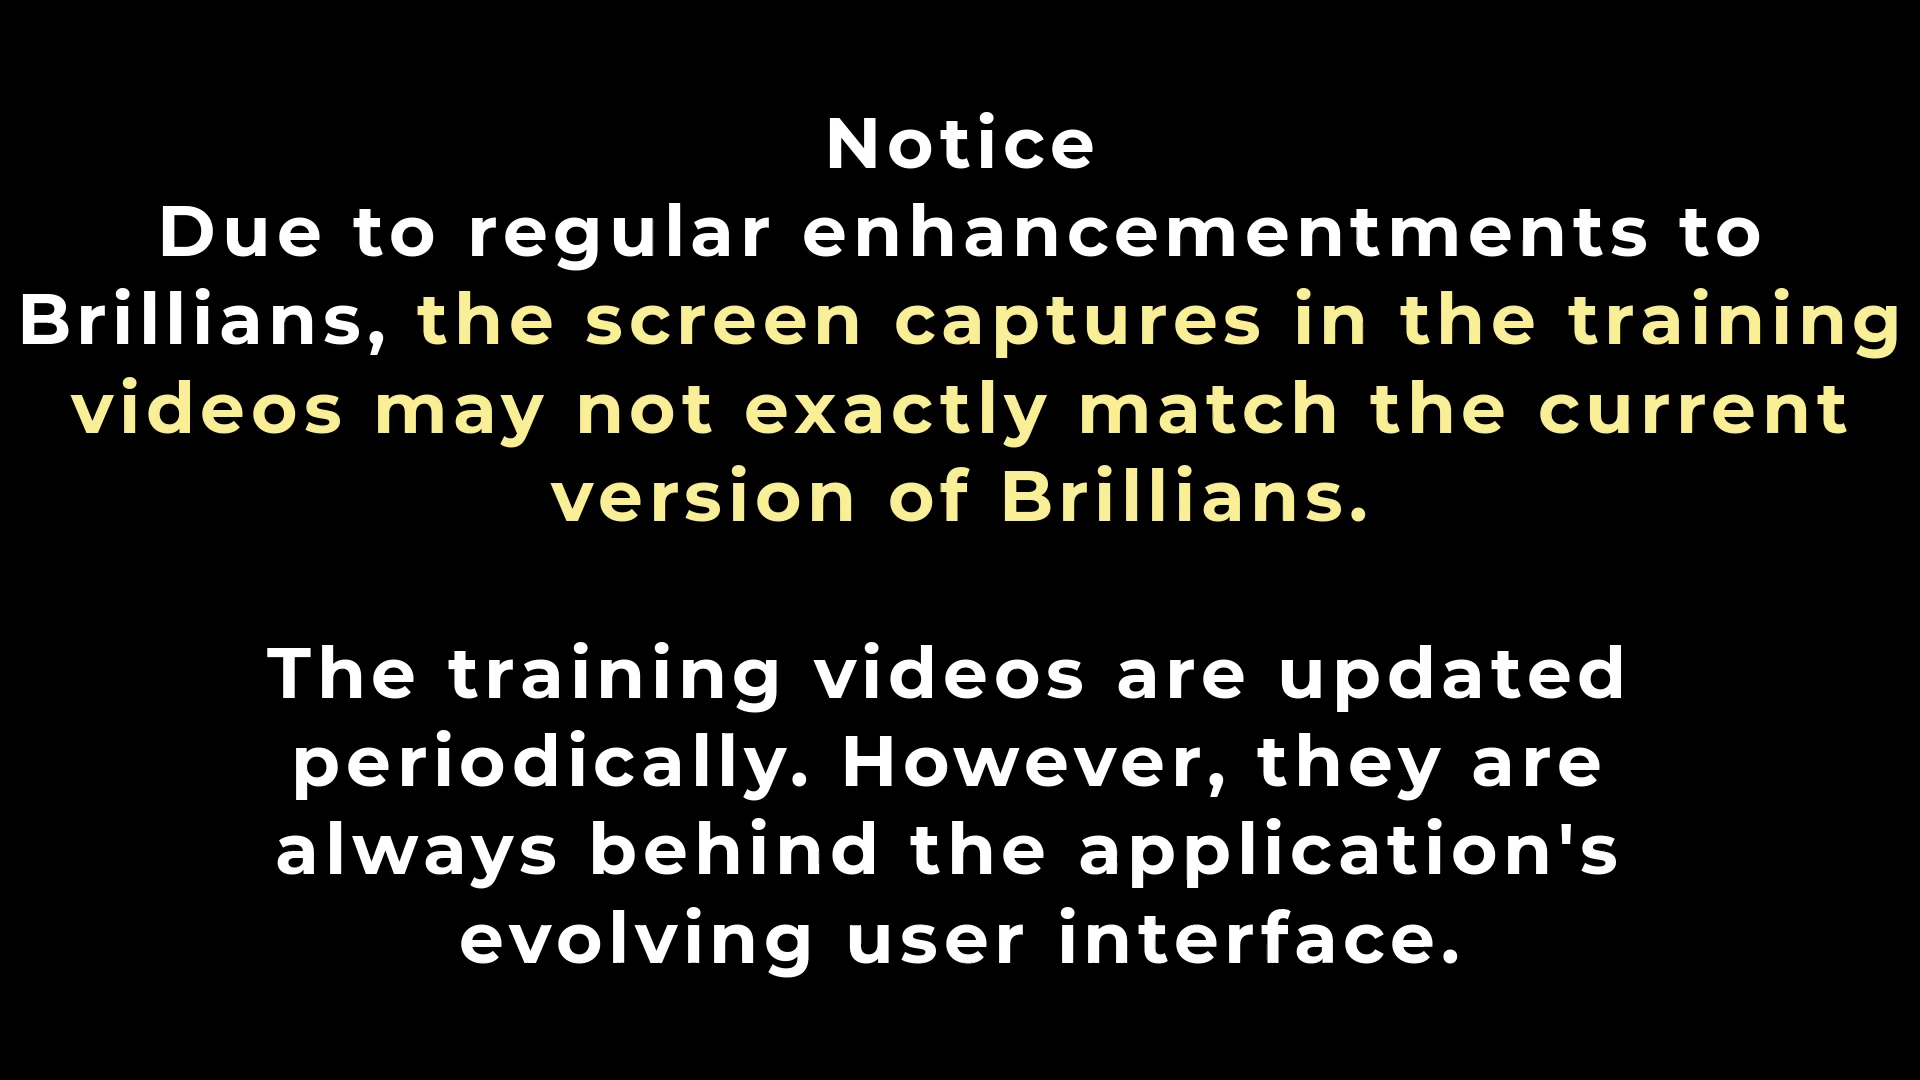 Notice
Due to regular enhancementments to
Brillians, the screen captures in the training
videos may not exactly match the current
version of Brillians.
The training videos are updated
periodically. However, they are
always behind the application's
evolving user interface.